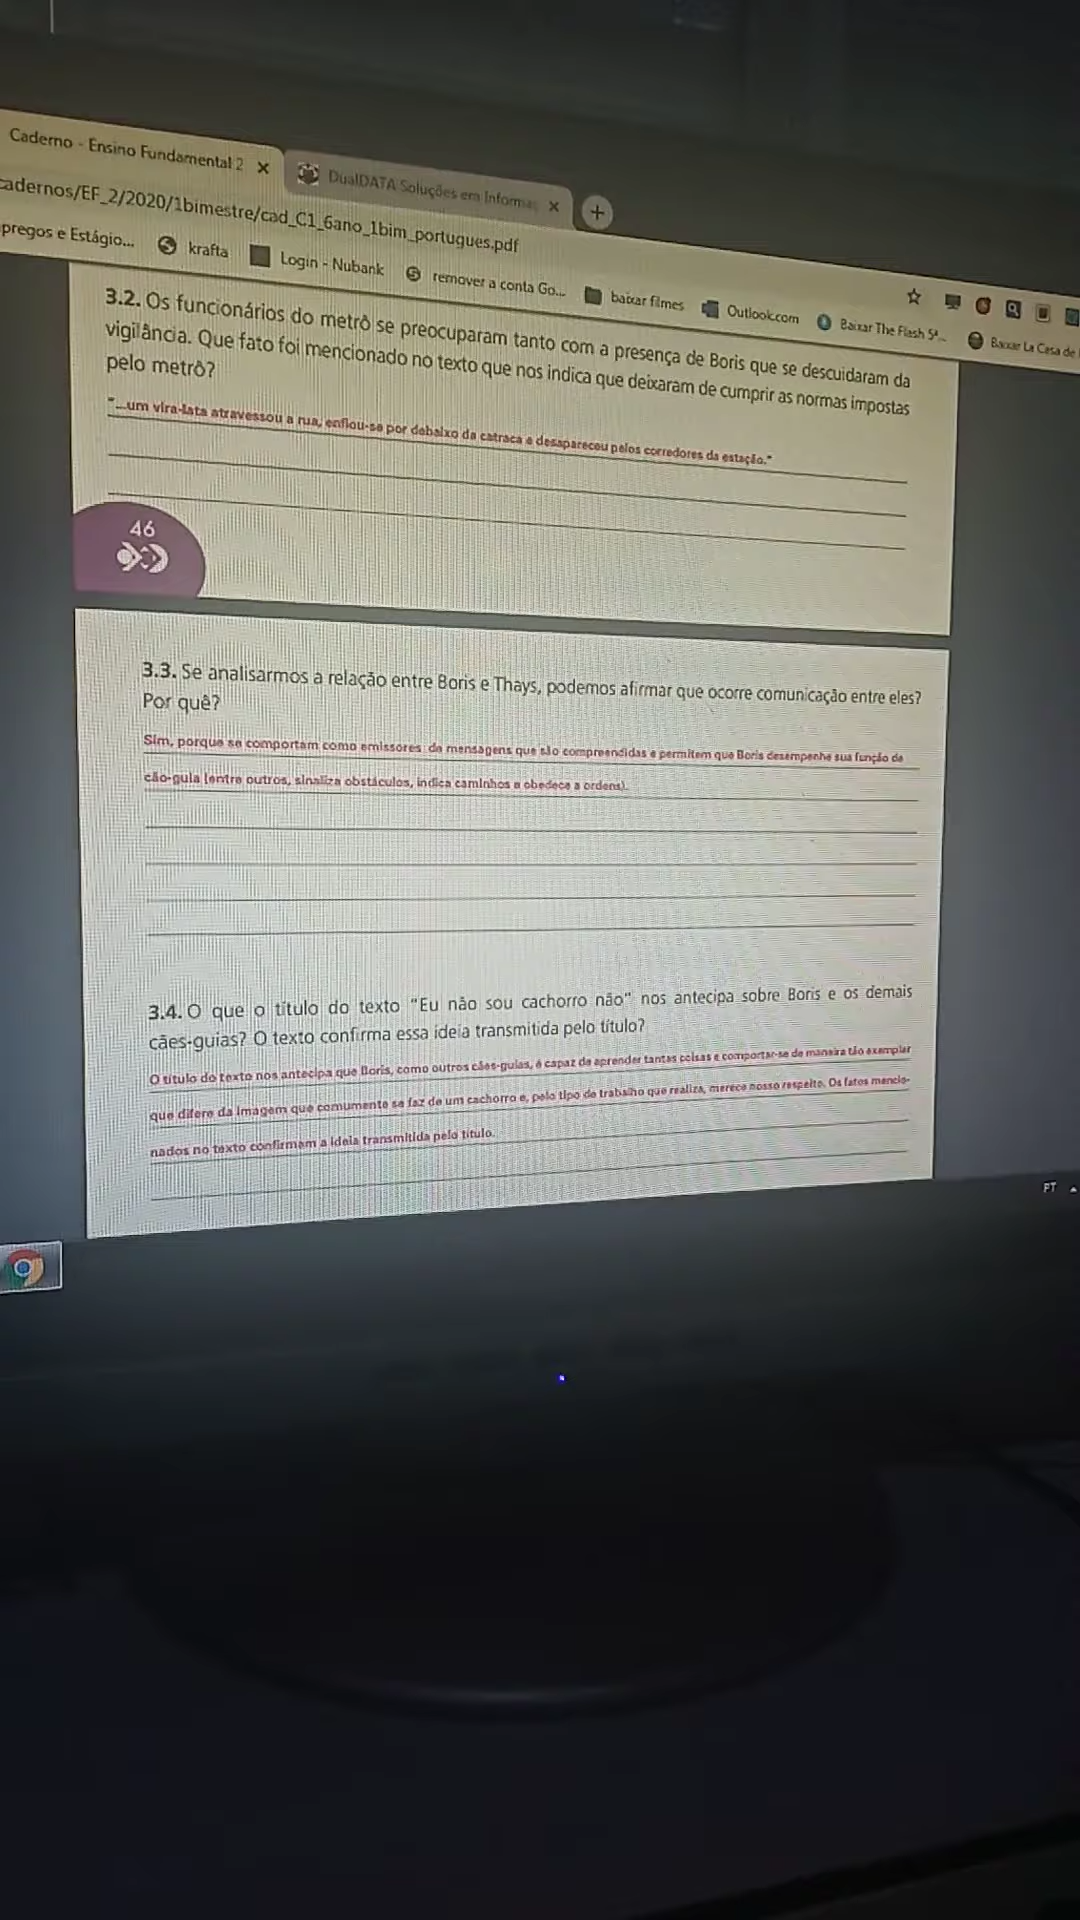 Caderno - Ensino Fundamental 2 ×
DualDATA Soluções em Informa ×
cadernos/EF_2/2020/1bimestre/cad_C1_6ano_1bim_portugues.pdf
pregos e Estágio... krafta Login - Nubank remover a conta Go... baixar filmes Outlook.com Baixar The Flash 5ª... Baixar La Casa de
3.2. Os funcionários do metrô se preocuparam tanto com a presença de Boris que se descuidaram da
vigilância. Que fato foi mencionado no texto que nos indica que deixaram de cumprir as normas impostas
pelo metrô?
"...um vira-lata atravessou a rua, enfiou-se por debaixo da catraca e desapareceu pelos corredores da estação."
46
3.3. Se analisarmos a relação entre Boris e Thays, podemos afirmar que ocorre comunicação entre eles?
Por quê?
Sim, porque se comportam como emissores de mensagens que são compreendidas e permitem que Boris desempenhe sua função de
cão-guia (entre outros, sinaliza obstáculos, indica caminhos e obedece a ordens).
3.4. O que o título do texto "Eu não sou cachorro não" nos antecipa sobre Boris e os demais
cães-guias? O texto confirma essa ideia transmitida pelo título?
O título do texto nos antecipa que Boris, como outros cães-guias, é capaz de aprender tantas coisas e comportar-se de maneira tão exemplar
que difere da imagem que comumente se faz de um cachorro e, pelo tipo de trabalho que realiza, merece nosso respeito. Os fatos mencio-
nados no texto confirmam a ideia transmitida pelo título.
PT